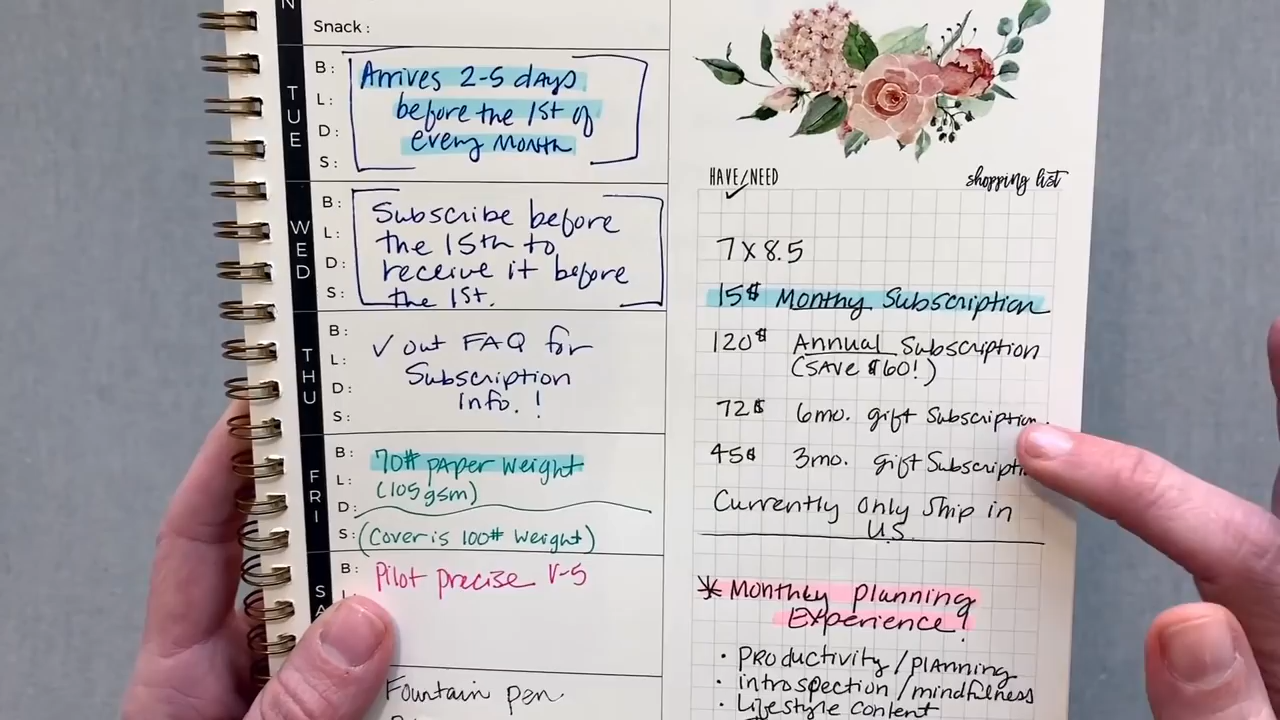 N
Snack :
TUE
B :
L :
D :
S :
Arrives 2-5 days
before the 1st of
every Month
WED
B :
L :
D :
S :
Subscribe before
the 15th to
receive it before
the 1st.
THU
B :
L :
D :
S :
✓ out FAQ for
Subscription
Info. !
FRI
B :
L :
D :
S :
70# paper weight
(105gsm)
(Cover is 100# weight)
SA
B :
Pilot precise V-5
Fountain pen
HAVE/NEED
shopping list
7 x 8.5
15$ Monthy Subscription
120$ Annual Subscription
(SAVE $60!)
72$ 6mo. gift Subscription
45$ 3mo. gift Subscripti
Currently Only Ship in
U.S.
* Monthly planning
Experience!
• Productivity / planning
• introspection / mindfulness
• Lifestyle content